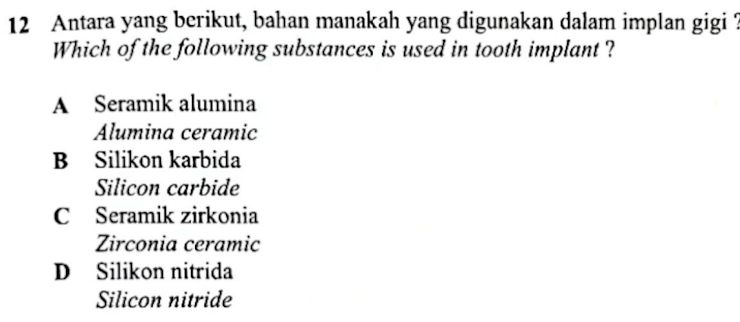 12 Antara yang berikut, bahan manakah yang digunakan dalam implan gigi ?
Which of the following substances is used in tooth implant ?
A Seramik alumina
Alumina ceramic
B Silikon karbida
Silicon carbide
C Seramik zirkonia
Zirconia ceramic
D Silikon nitrida
Silicon nitride